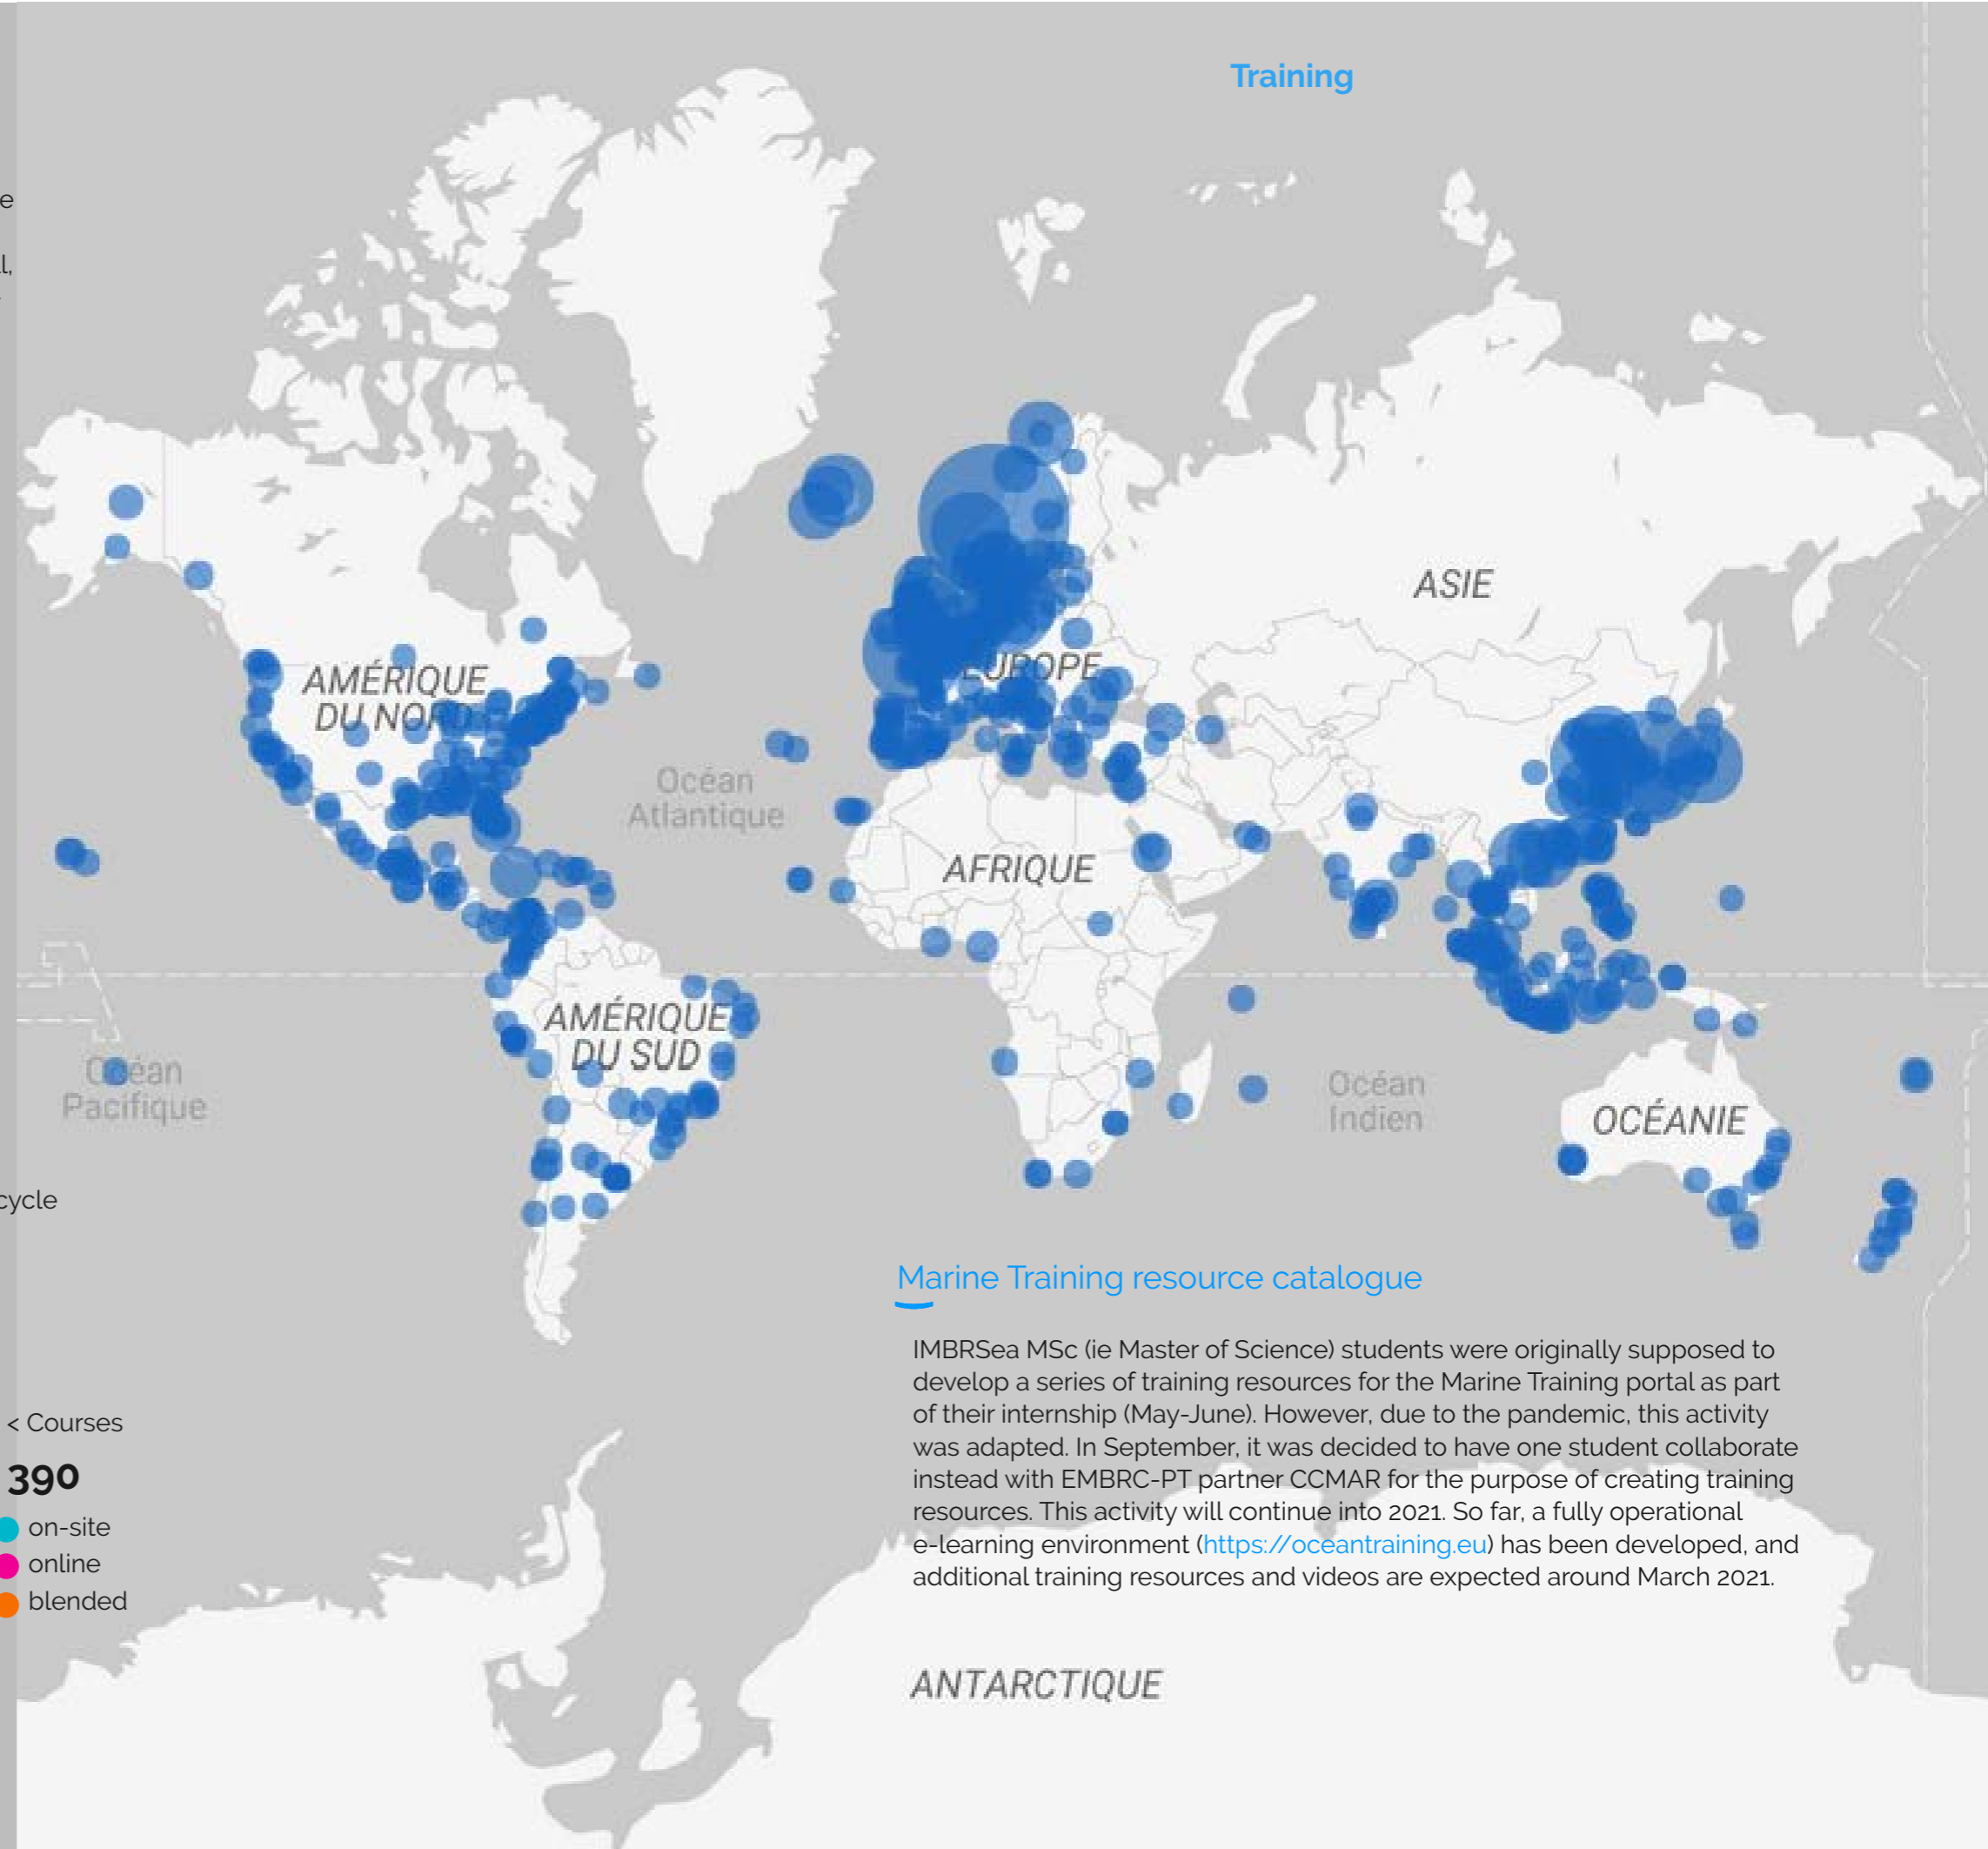 Training
e
l,
AMÉRIQUE
DU NORD
EUROPE
ASIE
Océan
Atlantique
AFRIQUE
AMÉRIQUE
DU SUD
Océan
Pacifique
Océan
Indien
OCÉANIE
cycle
Marine Training resource catalogue
IMBRSea MSc (ie Master of Science) students were originally supposed to
develop a series of training resources for the Marine Training portal as part
of their internship (May-June). However, due to the pandemic, this activity
was adapted. In September, it was decided to have one student collaborate
instead with EMBRC-PT partner CCMAR for the purpose of creating training
resources. This activity will continue into 2021. So far, a fully operational
e-learning environment (https://oceantraining.eu) has been developed, and
additional training resources and videos are expected around March 2021.
< Courses
390
on-site
online
blended
ANTARCTIQUE